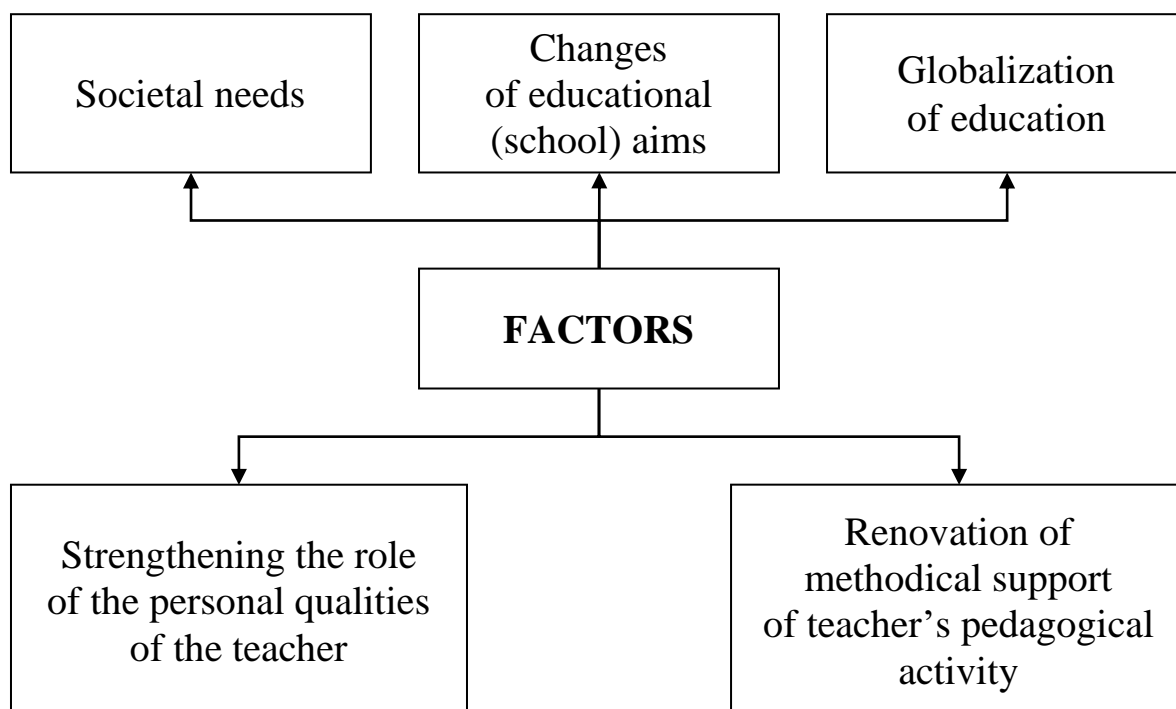 Societal needs
Changes
of educational
(school) aims
Globalization
of education
FACTORS
Strengthening the role
of the personal qualities
of the teacher
Renovation of
methodical support
of teacher’s pedagogical
activity